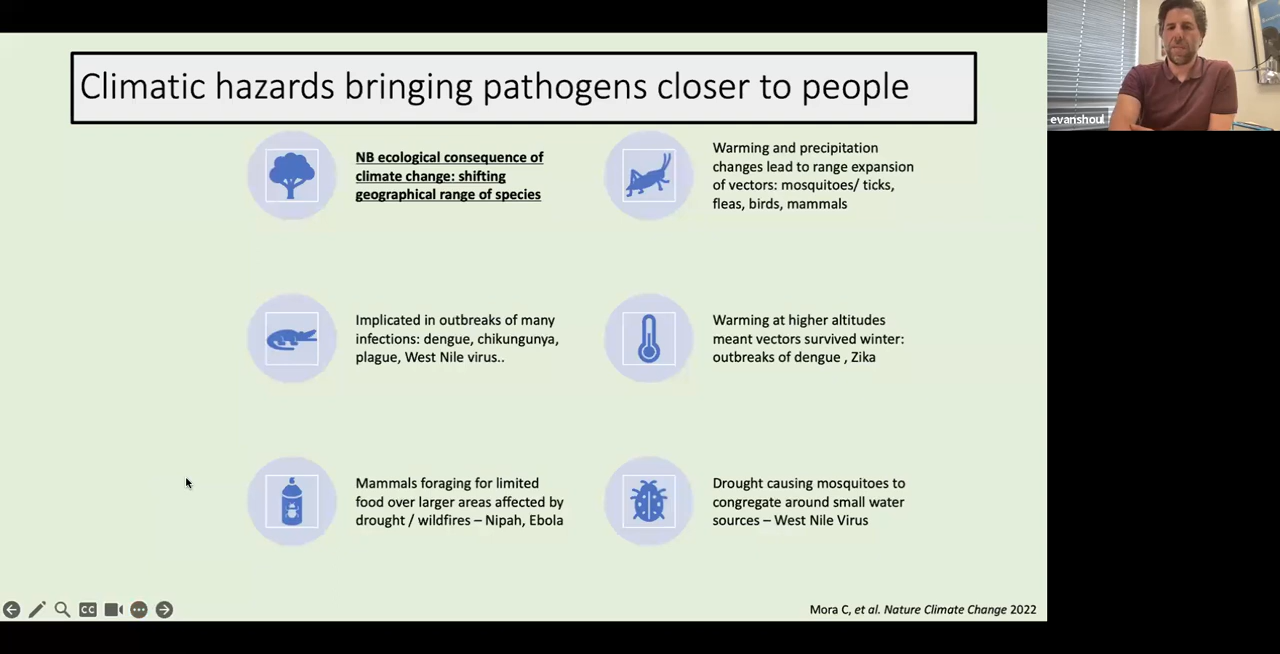 Climatic hazards bringing pathogens closer to people
NB ecological consequence of
climate change: shifting
geographical range of species
Warming and precipitation
changes lead to range expansion
of vectors: mosquitoes/ ticks,
fleas, birds, mammals
Implicated in outbreaks of many
infections: dengue, chikungunya,
plague, West Nile virus..
Warming at higher altitudes
meant vectors survived winter:
outbreaks of dengue , Zika
Mammals foraging for limited
food over larger areas affected by
drought / wildfires – Nipah, Ebola
Drought causing mosquitoes to
congregate around small water
sources – West Nile Virus
Mora C, et al. Nature Climate Change 2022
CC
evanshoul